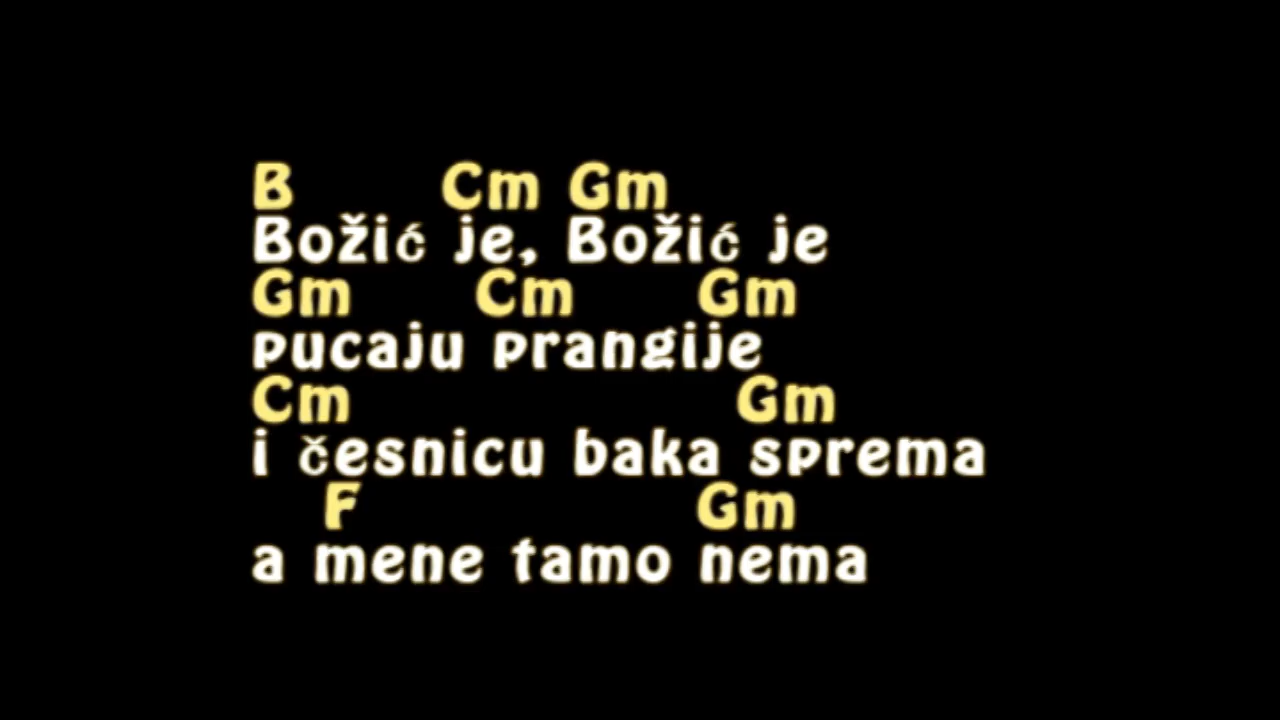 B Cm Gm
Božić je, Božić je
Gm Cm Gm
pucaju prangije
Cm Gm
i česnicu baka sprema
F Gm
a mene tamo nema